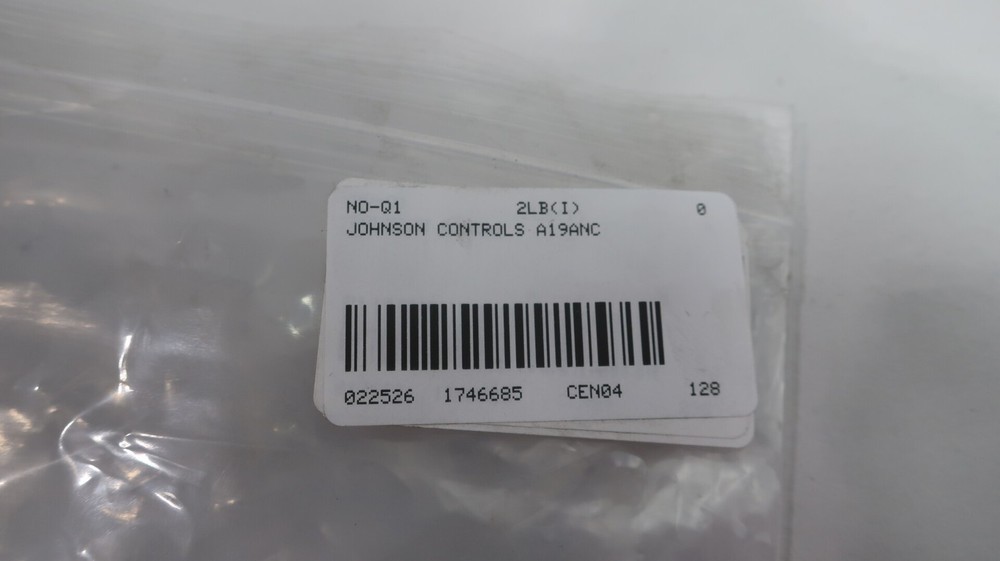 NO-Q1 2LB(I) 0
JOHNSON CONTROLS A19ANC
022526 1746685 CEN04 128